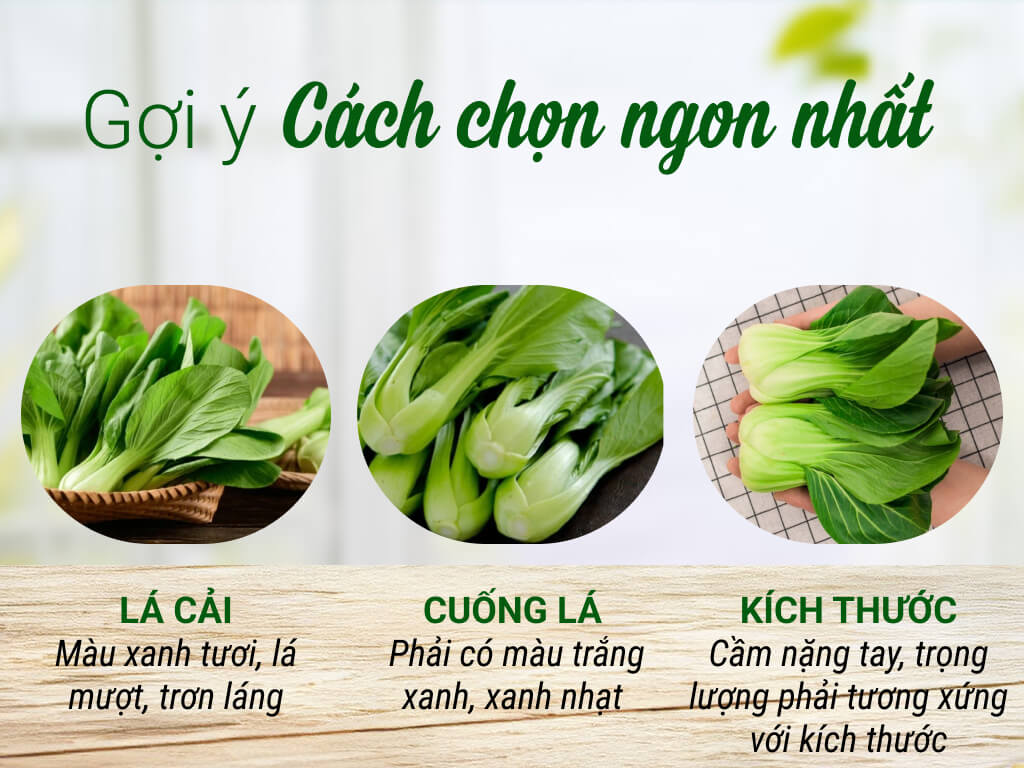 Gợi ý Cách chọn ngon nhất
LÁ CẢI
Màu xanh tươi, lá
mượt, trơn láng
CUỐNG LÁ
Phải có màu trắng
xanh, xanh nhạt
KÍCH THƯỚC
Cầm nặng tay, trọng
lượng phải tương xứng
với kích thước